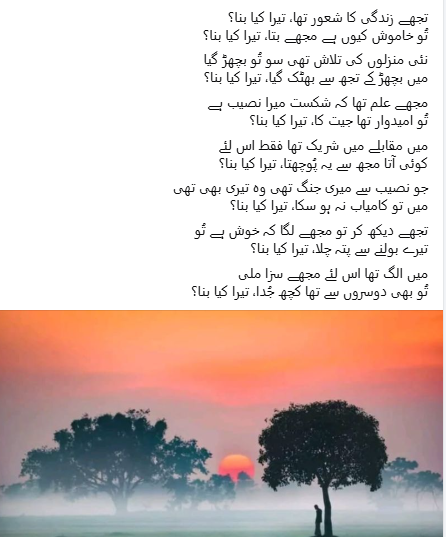 تجھے زندگی کا شعور تھا، تیرا کیا بنا؟
تُو خاموش کیوں ہے مجھے بتا، تیرا کیا بنا؟
نئی منزلوں کی تلاش تھی سو تُو بچھڑ گیا
میں بچھڑ کے تجھ سے بھٹک گیا، تیرا کیا بنا؟
مجھے علم تھا کہ شکست میرا نصیب ہے
تُو امیدوار تھا جیت کا، تیرا کیا بنا؟
میں مقابلے میں شریک تھا فقط اس لئے
کوئی آتا مجھ سے یہ پُوچھتا، تیرا کیا بنا؟
جو نصیب سے میری جنگ تھی وہ تیری بھی تھی
میں تو کامیاب نہ ہو سکا، تیرا کیا بنا؟
تجھے دیکھ کر تو مجھے لگا کہ خوش ہے تُو
تیرے بولنے سے پتہ چلا، تیرا کیا بنا؟
میں الگ تھا اس لئے مجھے سزا ملی
تُو بھی دوسروں سے تھا کچھ جُدا، تیرا کیا بنا؟